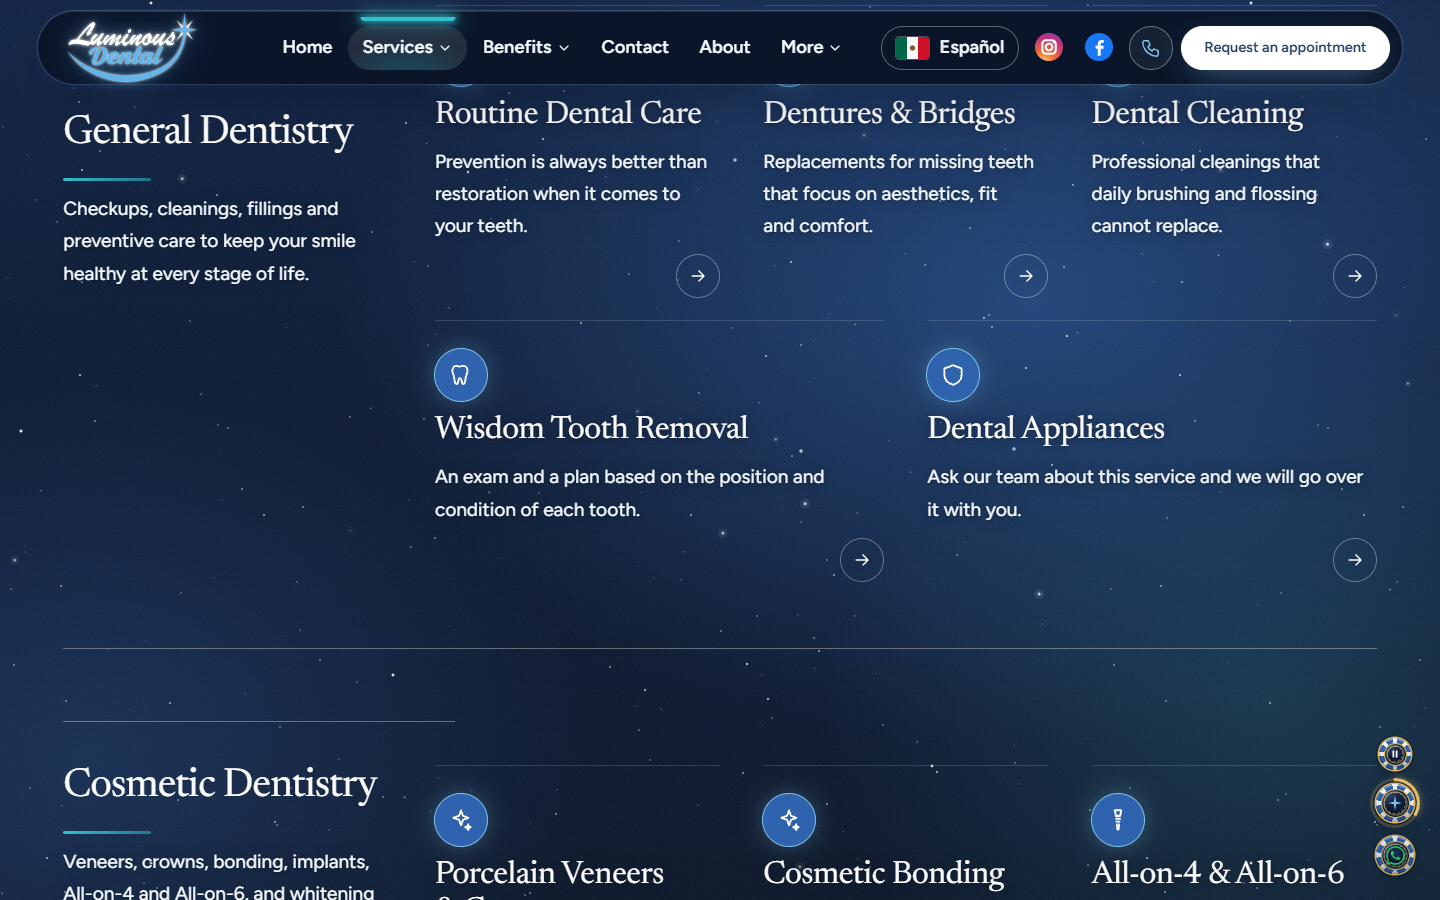 Luminous
Dental
Home
Services
Benefits
Contact
About
More
Español
Request an appointment
General Dentistry
Checkups, cleanings, fillings and
preventive care to keep your smile
healthy at every stage of life.
Routine Dental Care
Prevention is always better than
restoration when it comes to
your teeth.
Dentures & Bridges
Replacements for missing teeth
that focus on aesthetics, fit
and comfort.
Dental Cleaning
Professional cleanings that
daily brushing and flossing
cannot replace.
Wisdom Tooth Removal
An exam and a plan based on the position and
condition of each tooth.
Dental Appliances
Ask our team about this service and we will go over
it with you.
Cosmetic Dentistry
Veneers, crowns, bonding, implants,
All-on-4 and All-on-6, and whitening
Porcelain Veneers
Cosmetic Bonding
All-on-4 & All-on-6